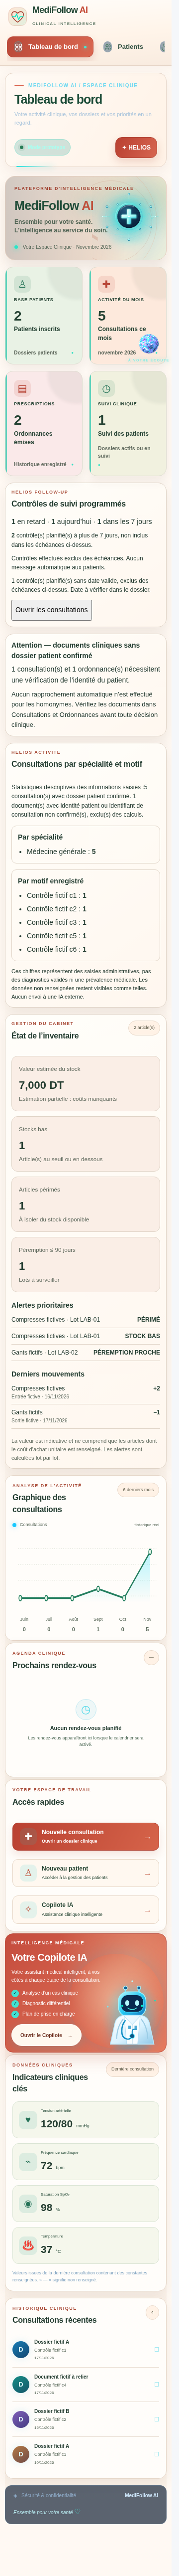 MediFollow AI
CLINICAL INTELLIGENCE
Tableau de bord
Patients
MEDIFOLLOW AI / ESPACE CLINIQUE
Tableau de bord
Votre activité clinique, vos dossiers et vos priorités en un
regard.
+ HELIOS
PLATEFORME D'INTELLIGENCE MÉDICALE
MediFollow AI
Ensemble pour votre santé.
L'intelligence au service du soin.
Votre Espace Clinique · Novembre 2026
BASE PATIENTS
2
Patients inscrits
Dossiers patients
ACTIVITÉ DU MOIS
5
Consultations ce
mois
novembre 2026
PRESCRIPTIONS
2
Ordonnances
émises
Historique enregistré
SUIVI CLINIQUE
1
Suivi des patients
Dossiers actifs ou en
suivi
HELIOS FOLLOW-UP
Contrôles de suivi programmés
1 en retard · 1 aujourd'hui · 1 dans les 7 jours
2 contrôle(s) planifié(s) à plus de 7 jours, non inclus
dans les échéances ci-dessus.
Contrôles effectués exclus des échéances. Aucun
message automatique aux patients.
1 contrôle(s) planifié(s) sans date valide, exclus des
échéances ci-dessus. Date à vérifier dans le dossier.
Ouvrir les consultations
Attention — documents cliniques sans
dossier patient confirmé
1 consultation(s) et 1 ordonnance(s) nécessitent
une vérification de l'identité du patient.
Aucun rapprochement automatique n'est effectué
pour les homonymes. Vérifiez les documents dans
Consultations et Ordonnances avant toute décision
clinique.
HELIOS ACTIVITÉ
Consultations par spécialité et motif
Statistiques descriptives des informations saisies :5
consultation(s) avec dossier patient confirmé. 1
document(s) avec identité à vérifier et/ou identifiant de
consultation non confirmé(s), exclu(s) des calculs.
Par spécialité
• Médecine générale : 5
Par motif enregistré
• Contrôle fictif c1 : 1
• Contrôle fictif c2 : 1
• Contrôle fictif c3 : 1
• Contrôle fictif c5 : 1
• Contrôle fictif c6 : 1
Ces chiffres représentent des saisies administratives, pas
des diagnostics validés ni une prévalence médicale. Les
données non renseignées restent visibles comme telles.
Aucun envoi à une IA externe.
GESTION DU CABINET
2 article(s)
État de l'inventaire
Valeur estimée du stock
7,000 DT
Estimation partielle : coûts manquants
Stocks bas
1
Article(s) au seuil ou en dessous
Articles périmés
1
À isoler du stock disponible
Péremption ≤ 90 jours
1
Lots à surveiller
Alertes prioritaires
Compresses fictives · Lot LAB-01 PÉRIMÉ
Compresses fictives · Lot LAB-01 STOCK BAS
Gants fictifs · Lot LAB-02 PÉREMPTION PROCHE
Derniers mouvements
Compresses fictives +2
Entrée fictive · 16/11/2026
Gants fictifs −1
Sortie fictive · 17/11/2026
La valeur est indicative et ne comprend que les articles dont
le coût d'achat unitaire est renseigné. Les alertes sont
calculées lot par lot.
ANALYSE DE L'ACTIVITÉ
6 derniers mois
Graphique des
consultations
Consultations
Historique réel
Juin Juil Août Sept Oct Nov
0 0 0 1 0 5
AGENDA CLINIQUE
Prochains rendez-vous
Aucun rendez-vous planifié
Les rendez-vous apparaîtront ici lorsque le calendrier sera
activé.
VOTRE ESPACE DE TRAVAIL
Accès rapides
Nouvelle consultation
Ouvrir un dossier clinique
Nouveau patient
Accéder à la gestion des patients
Copilote IA
Assistance clinique intelligente
INTELLIGENCE MÉDICALE
Votre Copilote IA
Votre assistant médical intelligent, à vos
côtés à chaque étape de la consultation.
Analyse d'un cas clinique
Diagnostic différentiel
Plan de prise en charge
Ouvrir le Copilote →
DONNÉES CLINIQUES
Dernière consultation
Indicateurs cliniques
clés
Tension artérielle
120/80 mmHg
Fréquence cardiaque
72 bpm
Saturation SpO₂
98 %
Température
37 °C
Valeurs issues de la dernière consultation contenant des constantes
renseignées. « — » signifie non renseigné.
HISTORIQUE CLINIQUE
4
Consultations récentes
D
Dossier fictif A
Contrôle fictif c1
17/11/2026
D
Document fictif à relier
Contrôle fictif c4
17/11/2026
D
Dossier fictif B
Contrôle fictif c2
16/11/2026
D
Dossier fictif A
Contrôle fictif c3
Sécurité & confidentialité
MediFollow AI
Ensemble pour votre santé